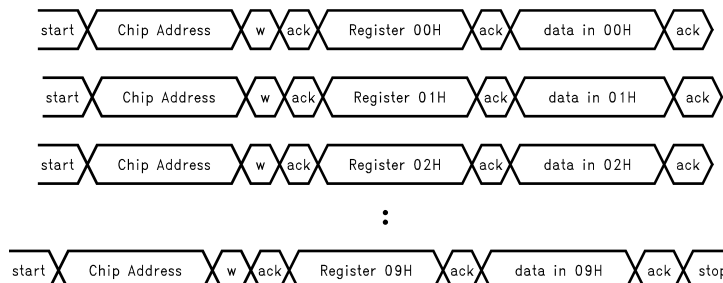 start Chip Address w ack Register 00H ack data in 00H ack
start Chip Address w ack Register 01H ack data in 01H ack
start Chip Address w ack Register 02H ack data in 02H ack
:
start Chip Address w ack Register 09H ack data in 09H ack stop